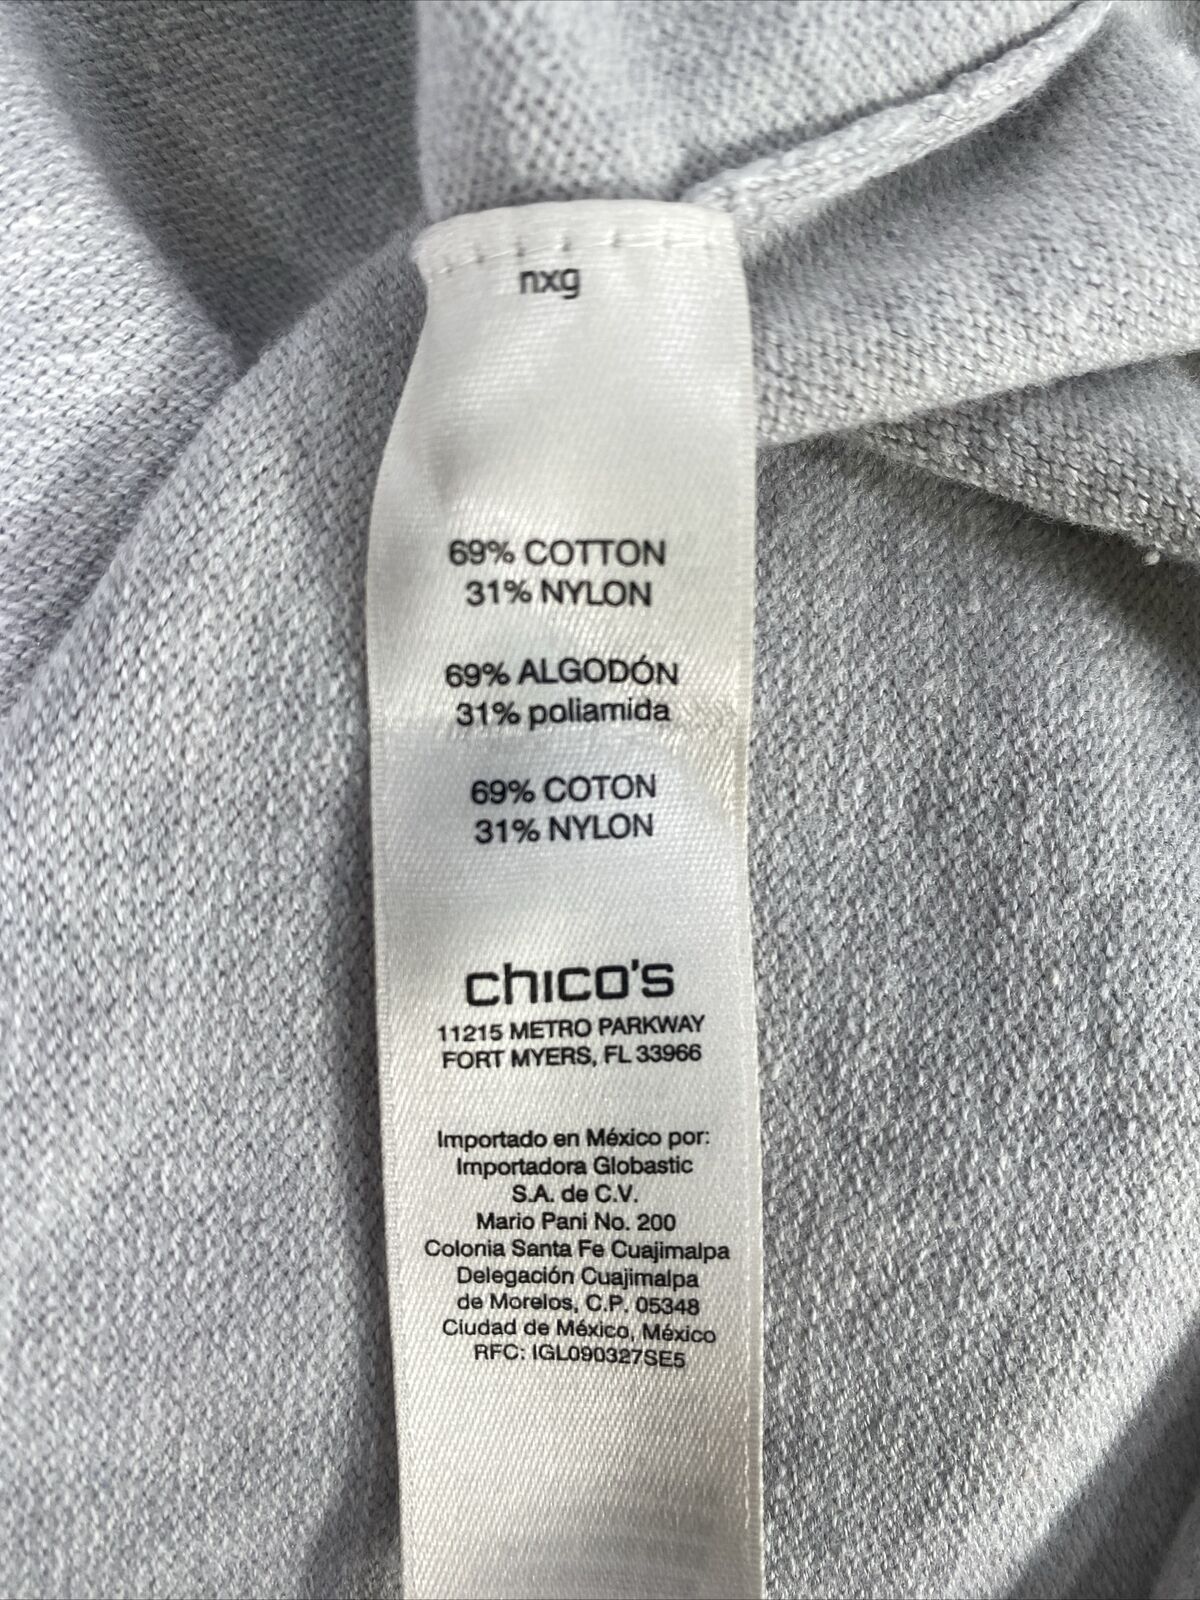 nxg
69% COTTON
31% NYLON
69% ALGODÓN
31% poliamida
69% COTON
31% NYLON
chico's
11215 METRO PARKWAY
FORT MYERS, FL 33966
Importado en México por:
Importadora Globastic
S.A. de C.V.
Mario Pani No. 200
Colonia Santa Fe Cuajimalpa
Delegación Cuajimalpa
de Morelos, C.P. 05348
Ciudad de México, México
RFC: IGL090327SE5